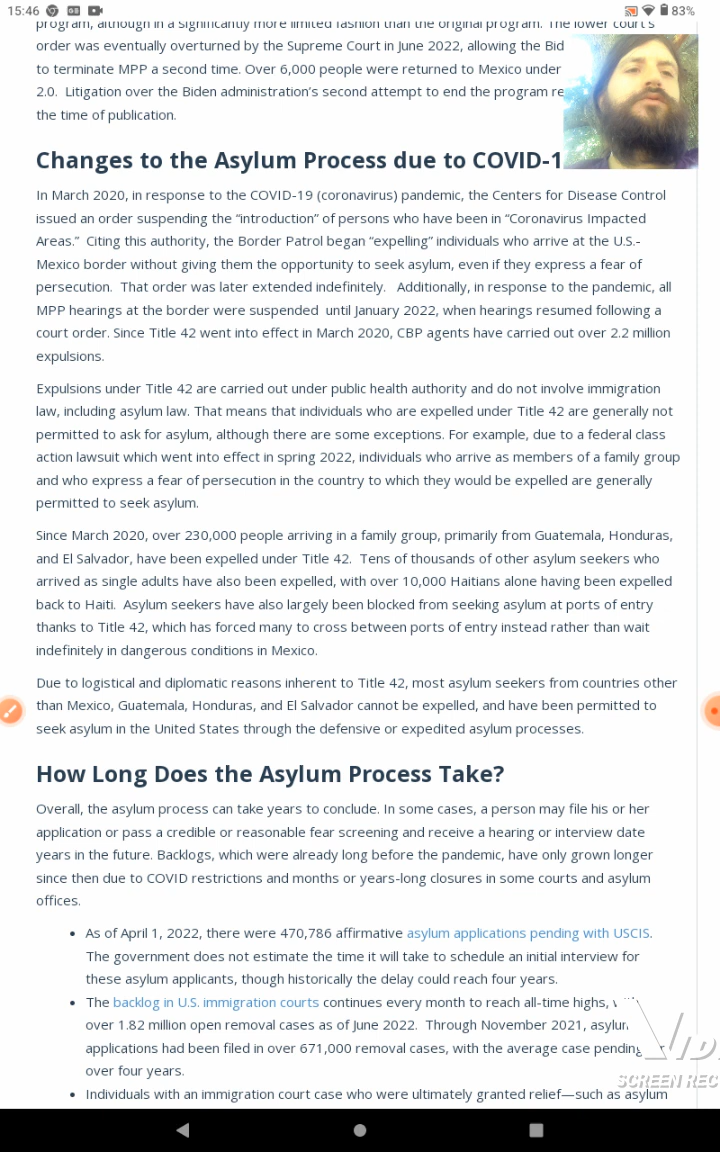 15:46
83%
program, although in a significantly more limited fashion than the original program. The lower court's
order was eventually overturned by the Supreme Court in June 2022, allowing the Bid
to terminate MPP a second time. Over 6,000 people were returned to Mexico under
2.0. Litigation over the Biden administration's second attempt to end the program re
the time of publication.
Changes to the Asylum Process due to COVID-1
In March 2020, in response to the COVID-19 (coronavirus) pandemic, the Centers for Disease Control
issued an order suspending the “introduction” of persons who have been in “Coronavirus Impacted
Areas.” Citing this authority, the Border Patrol began “expelling” individuals who arrive at the U.S.-
Mexico border without giving them the opportunity to seek asylum, even if they express a fear of
persecution. That order was later extended indefinitely. Additionally, in response to the pandemic, all
MPP hearings at the border were suspended until January 2022, when hearings resumed following a
court order. Since Title 42 went into effect in March 2020, CBP agents have carried out over 2.2 million
expulsions.
Expulsions under Title 42 are carried out under public health authority and do not involve immigration
law, including asylum law. That means that individuals who are expelled under Title 42 are generally not
permitted to ask for asylum, although there are some exceptions. For example, due to a federal class
action lawsuit which went into effect in spring 2022, individuals who arrive as members of a family group
and who express a fear of persecution in the country to which they would be expelled are generally
permitted to seek asylum.
Since March 2020, over 230,000 people arriving in a family group, primarily from Guatemala, Honduras,
and El Salvador, have been expelled under Title 42. Tens of thousands of other asylum seekers who
arrived as single adults have also been expelled, with over 10,000 Haitians alone having been expelled
back to Haiti. Asylum seekers have also largely been blocked from seeking asylum at ports of entry
thanks to Title 42, which has forced many to cross between ports of entry instead rather than wait
indefinitely in dangerous conditions in Mexico.
Due to logistical and diplomatic reasons inherent to Title 42, most asylum seekers from countries other
than Mexico, Guatemala, Honduras, and El Salvador cannot be expelled, and have been permitted to
seek asylum in the United States through the defensive or expedited asylum processes.
How Long Does the Asylum Process Take?
Overall, the asylum process can take years to conclude. In some cases, a person may file his or her
application or pass a credible or reasonable fear screening and receive a hearing or interview date
years in the future. Backlogs, which were already long before the pandemic, have only grown longer
since then due to COVID restrictions and months or years-long closures in some courts and asylum
offices.
• As of April 1, 2022, there were 470,786 affirmative asylum applications pending with USCIS.
The government does not estimate the time it will take to schedule an initial interview for
these asylum applicants, though historically the delay could reach four years.
• The backlog in U.S. immigration courts continues every month to reach all-time highs,
over 1.82 million open removal cases as of June 2022. Through November 2021, asylum
applications had been filed in over 671,000 removal cases, with the average case pending
over four years.
• Individuals with an immigration court case who were ultimately granted relief—such as asylum
SCREEN REC